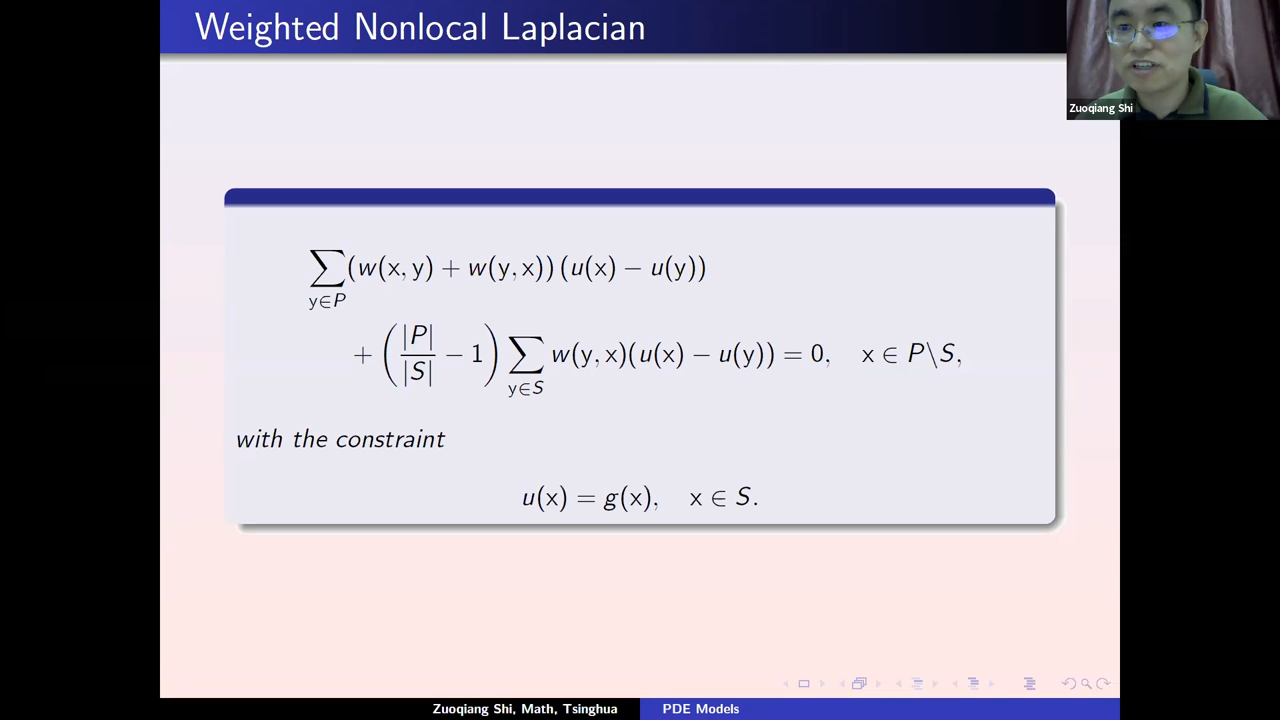 Weighted Nonlocal Laplacian
Zuoqiang Shi
∑_{y∈P} (w(x, y) + w(y, x)) (u(x) − u(y))
+ (|P|/|S| − 1) ∑_{y∈S} w(y, x)(u(x) − u(y)) = 0, x ∈ P\S,
with the constraint
u(x) = g(x), x ∈ S.
Zuoqiang Shi, Math, Tsinghua
PDE Models